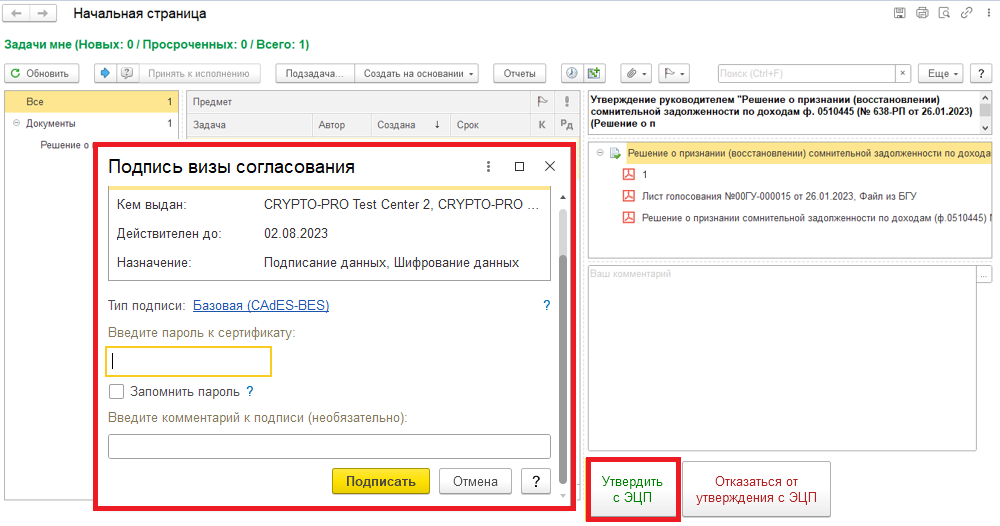 Начальная страница
Задачи мне (Новых: 0 / Просроченных: 0 / Всего: 1)
Обновить
Принять к исполнению
Подзадача...
Создать на основании
Отчеты
Поиск (Ctrl+F)
×
Еще
?
Все 1
Документы 1
Решение о
Предмет
Задача Автор Создана ↓ Срок К Рд
Утверждение руководителем "Решение о признании (восстановлении)
сомнительной задолженности по доходам ф. 0510445 (№ 638-РП от 26.01.2023)
(Решение о п
Решение о признании (восстановлении) сомнительной задолженности по дохода
1
Лист голосования №00ГУ-000015 от 26.01.2023, Файл из БГУ
Решение о признании сомнительной задолженности по доходам (ф.0510445)
Ваш комментарий
...
Подпись визы согласования
Кем выдан: CRYPTO-PRO Test Center 2, CRYPTO-PRO ...
Действителен до: 02.08.2023
Назначение: Подписание данных, Шифрование данных
Тип подписи: Базовая (CAdES-BES) ?
Введите пароль к сертификату:
Запомнить пароль ?
Введите комментарий к подписи (необязательно):
Подписать
Отмена
?
Утвердить
с ЭЦП
Отказаться от
утверждения с ЭЦП